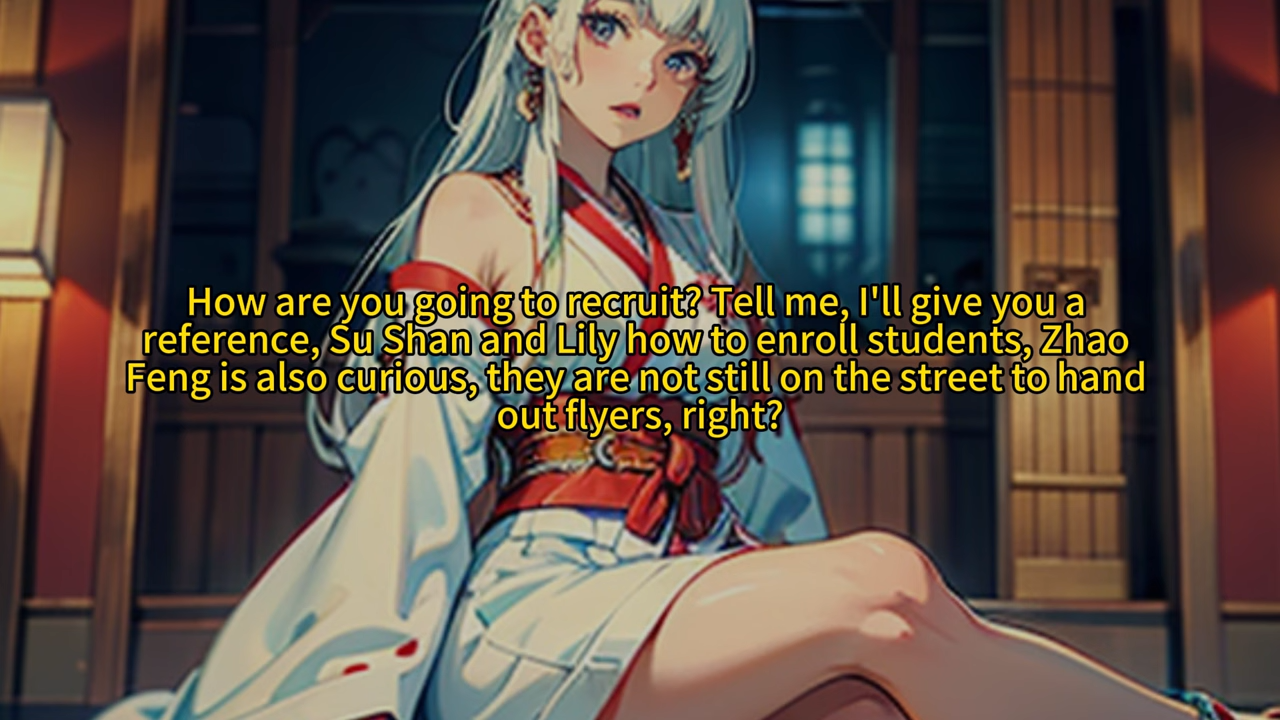 How are you going to recruit? Tell me, I'll give you a
reference, Su Shan and Lily how to enroll students, Zhao
Feng is also curious, they are not still on the street to hand
out flyers, right?